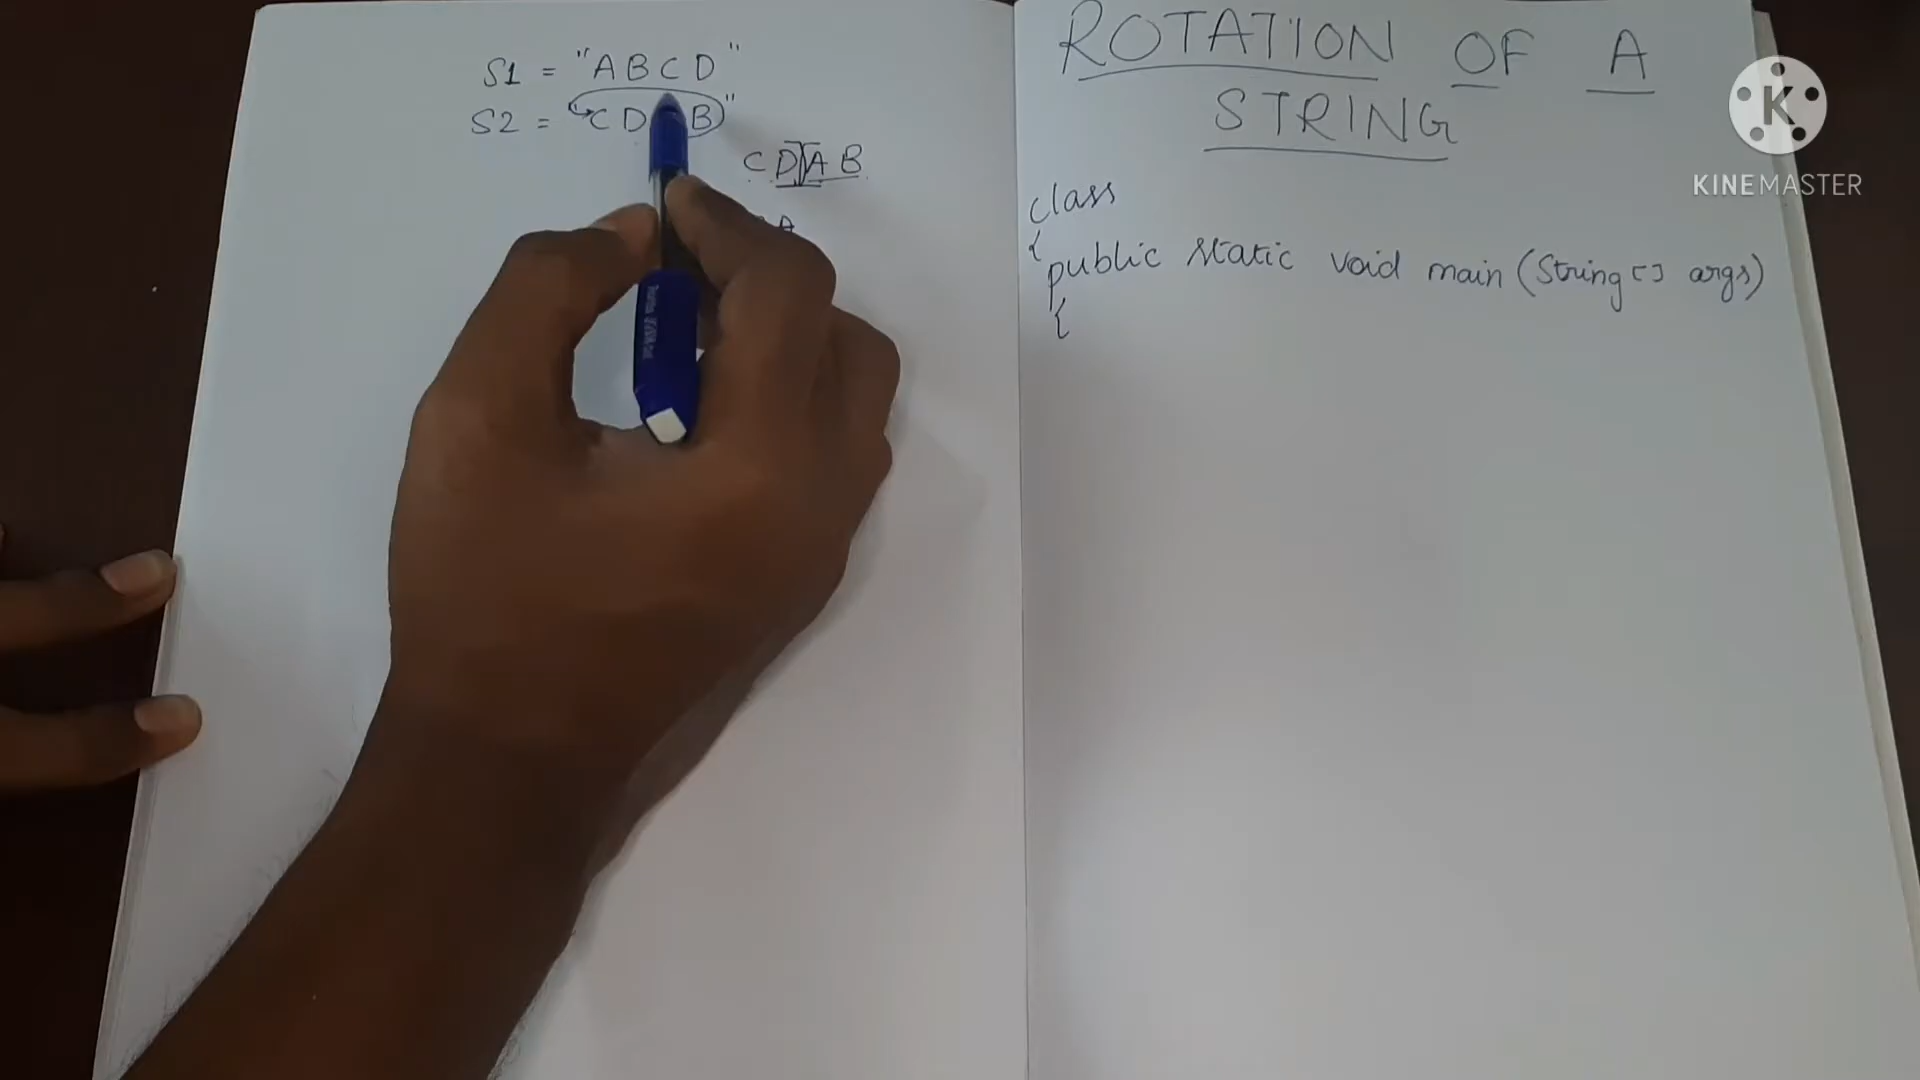 S1 = "ABCD"
S2 = "CD B"
CDAB
A
ROTATION OF A
STRING
class
{
public static void main (String [] args)
{
KINEMASTER